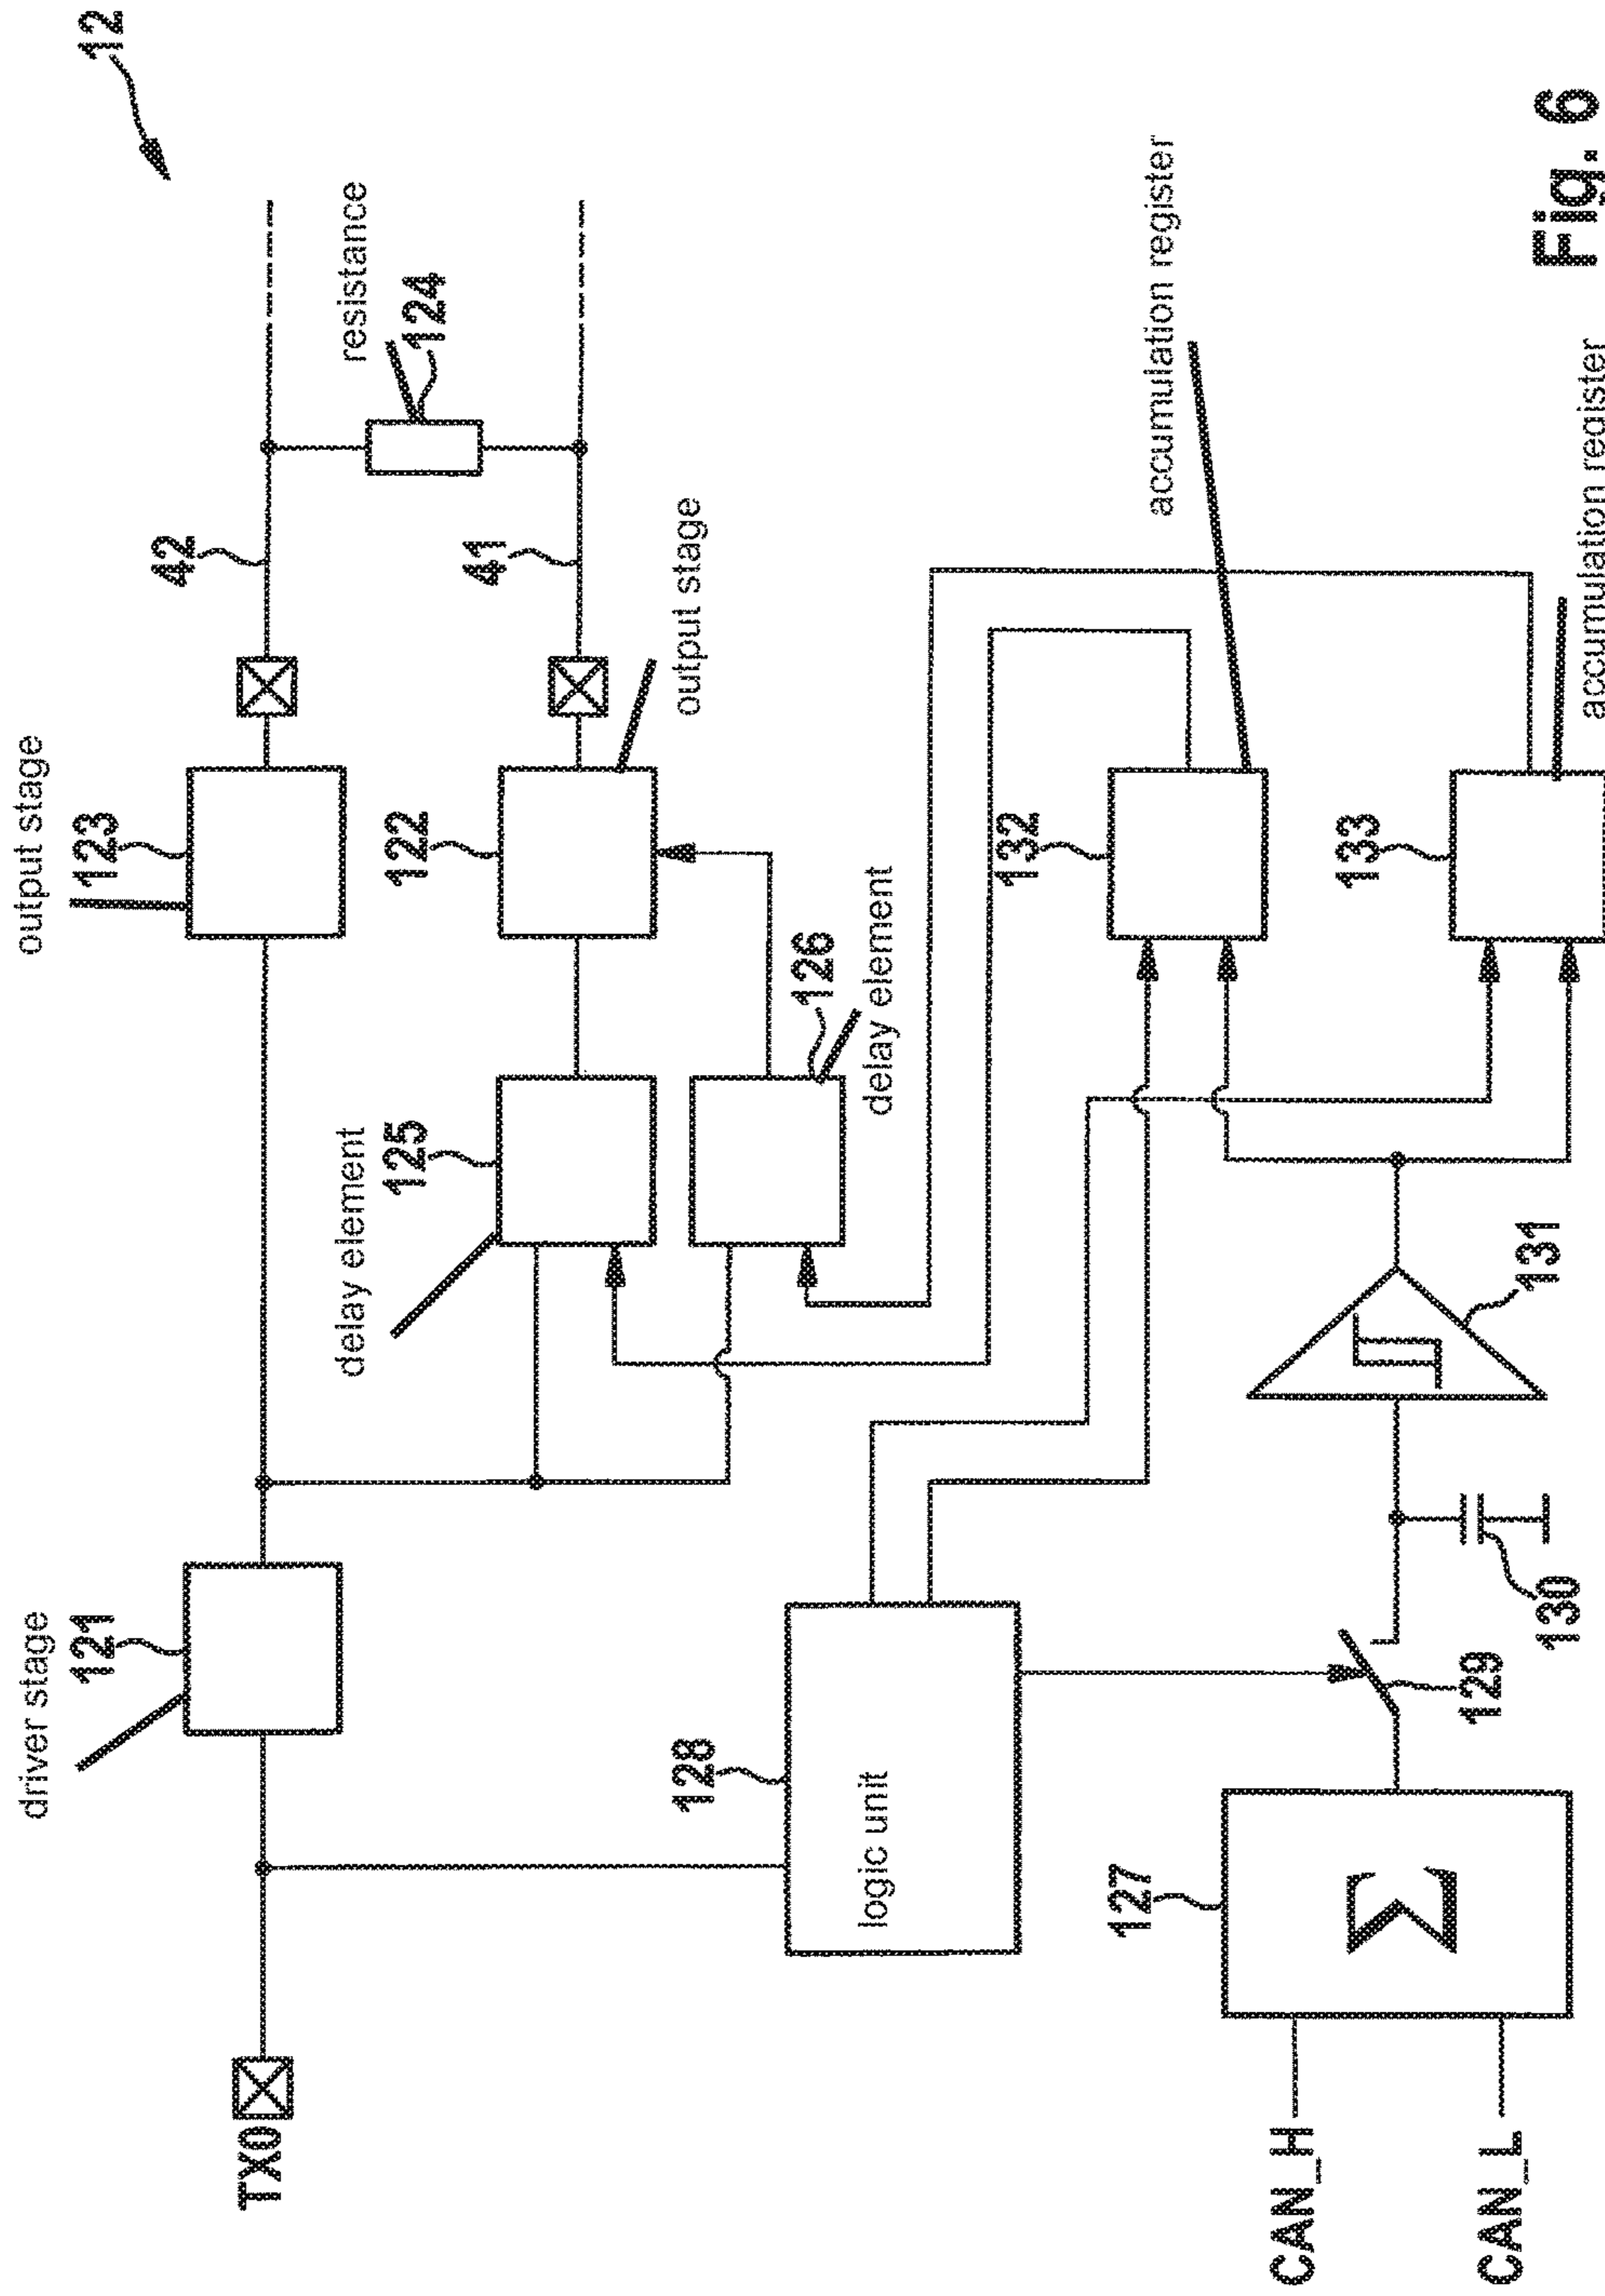 12
output stage
123
42
resistance
124
driver stage
121
TX0
delay element
125
122
41
output stage
126
delay element
128
logic unit
132
accumulation register
133
accumulation register
127
Σ
CAN_H
CAN_L
129
130
131
Fig. 6